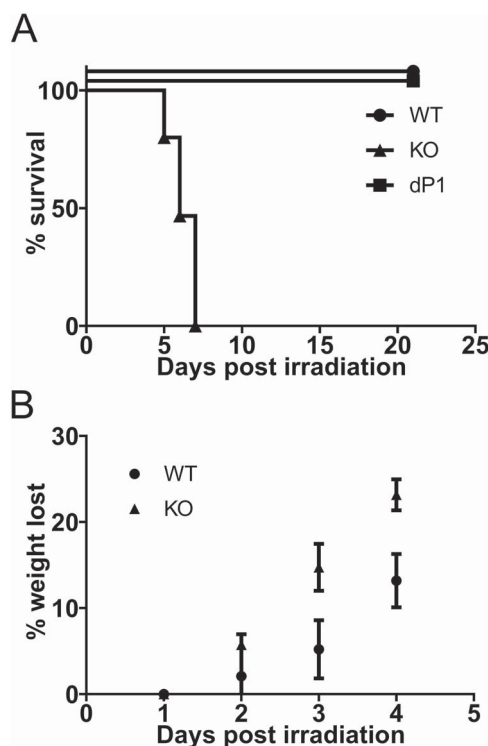 A
% survival
100
50
0
WT
KO
dP1
0 5 10 15 20 25
Days post irradiation
B
% weight lost
30
20
10
0
WT
KO
0 1 2 3 4 5
Days post irradiation